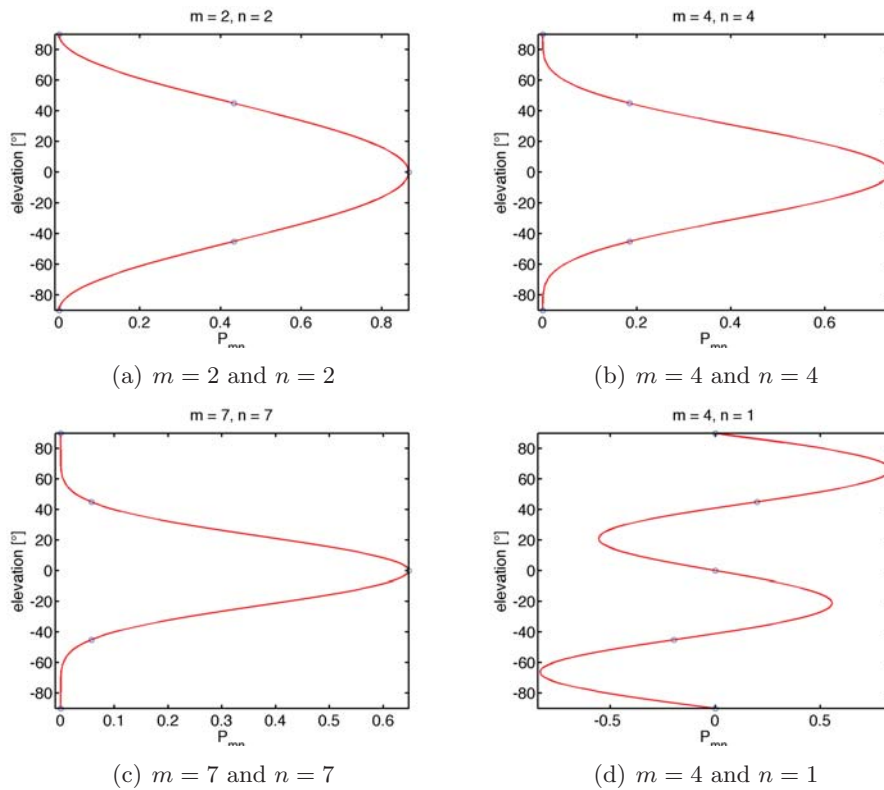 m = 2, n = 2
80
60
40
20
0
-20
-40
-60
-80
elevation [°]
0 0.2 0.4 0.6 0.8
P_mn
(a) m = 2 and n = 2
m = 4, n = 4
80
60
40
20
0
-20
-40
-60
-80
elevation [°]
0 0.2 0.4 0.6
P_mn
(b) m = 4 and n = 4
m = 7, n = 7
80
60
40
20
0
-20
-40
-60
-80
elevation [°]
0 0.1 0.2 0.3 0.4 0.5 0.6
P_mn
(c) m = 7 and n = 7
m = 4, n = 1
80
60
40
20
0
-20
-40
-60
-80
elevation [°]
-0.5 0 0.5
P_mn
(d) m = 4 and n = 1